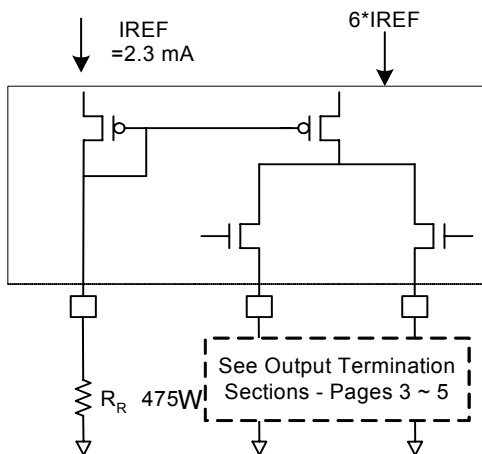 IREF
=2.3 mA
6*IREF
See Output Termination
Sections - Pages 3 ~ 5
RR 475W